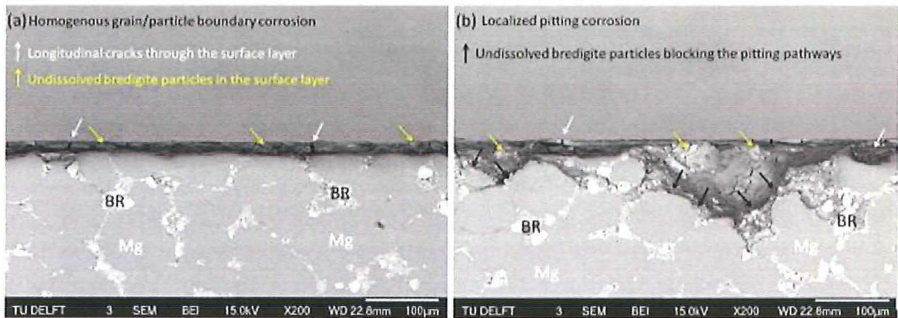 (a) Homogenous grain/particle boundary corrosion
Longitudinal cracks through the surface layer
Undissolved bredigite particles in the surface layer
BR
BR
Mg
Mg
TU DELFT 3 SEM BEI 15.0kV X200 WD 22.8mm 100μm
(b) Localized pitting corrosion
Undissolved bredigite particles blocking the pitting pathways
BR
BR
Mg
Mg
TU DELFT 3 SEM BEI 15.0kV X200 WD 22.8mm 100μm